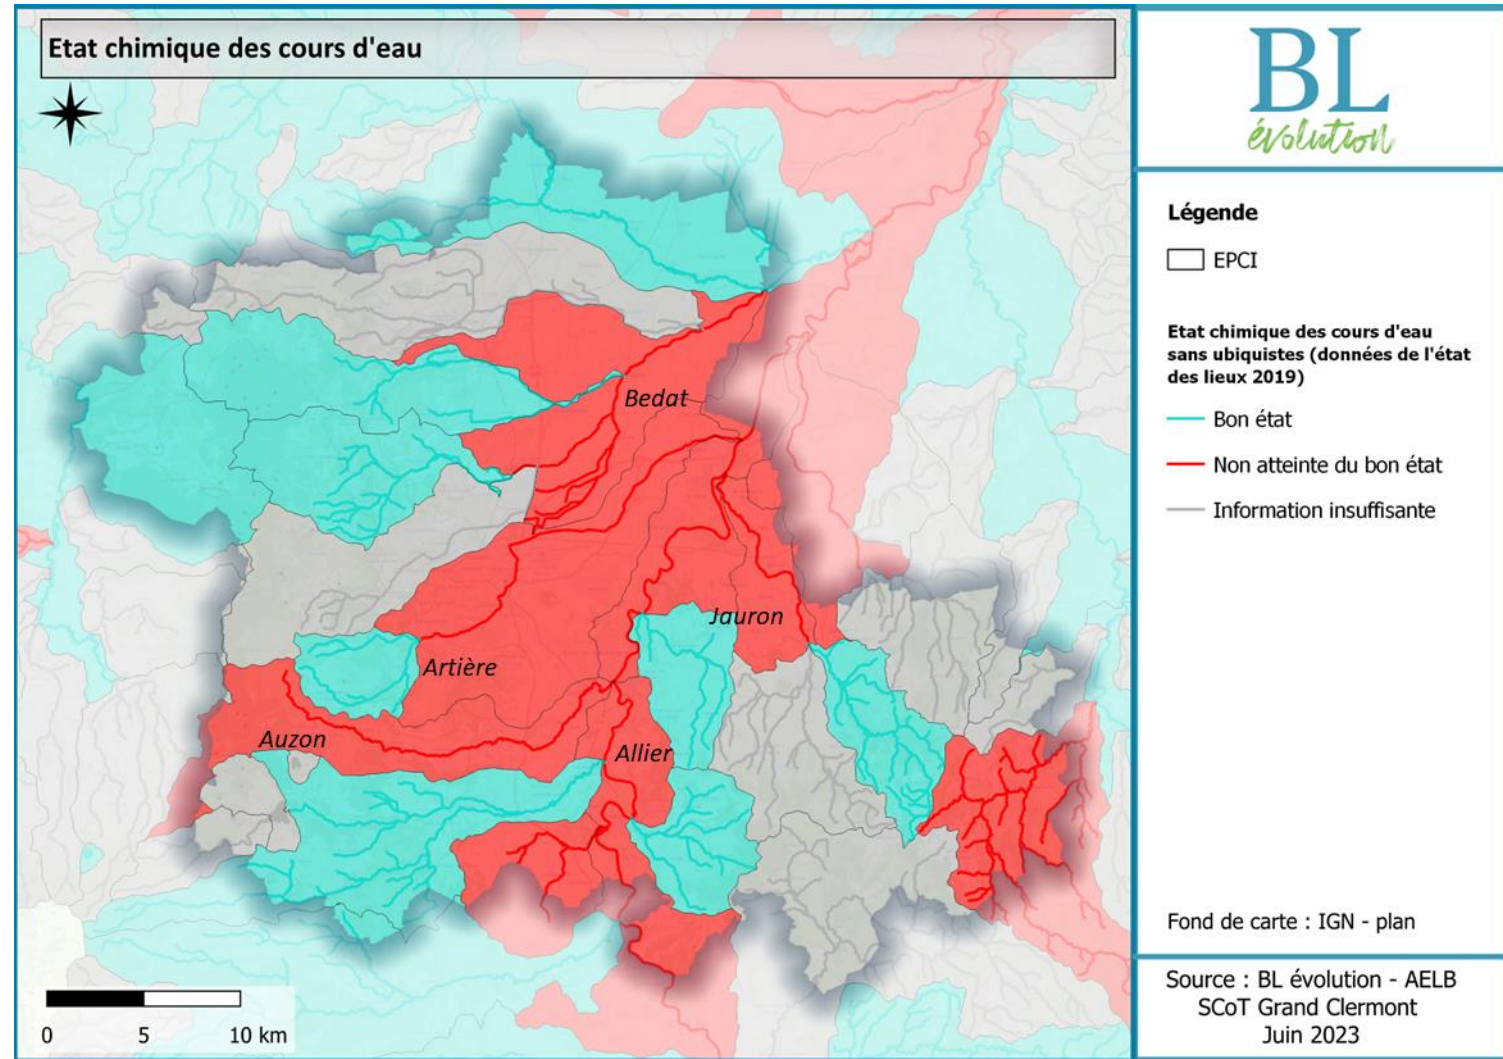 Etat chimique des cours d'eau
Bedat
Jauron
Artière
Auzon
Allier
0 5 10 km
BL
évolution
Légende
EPCI
Etat chimique des cours d'eau
sans ubiquistes (données de l'état
des lieux 2019)
Bon état
Non atteinte du bon état
Information insuffisante
Fond de carte : IGN - plan
Source : BL évolution - AELB
SCoT Grand Clermont
Juin 2023